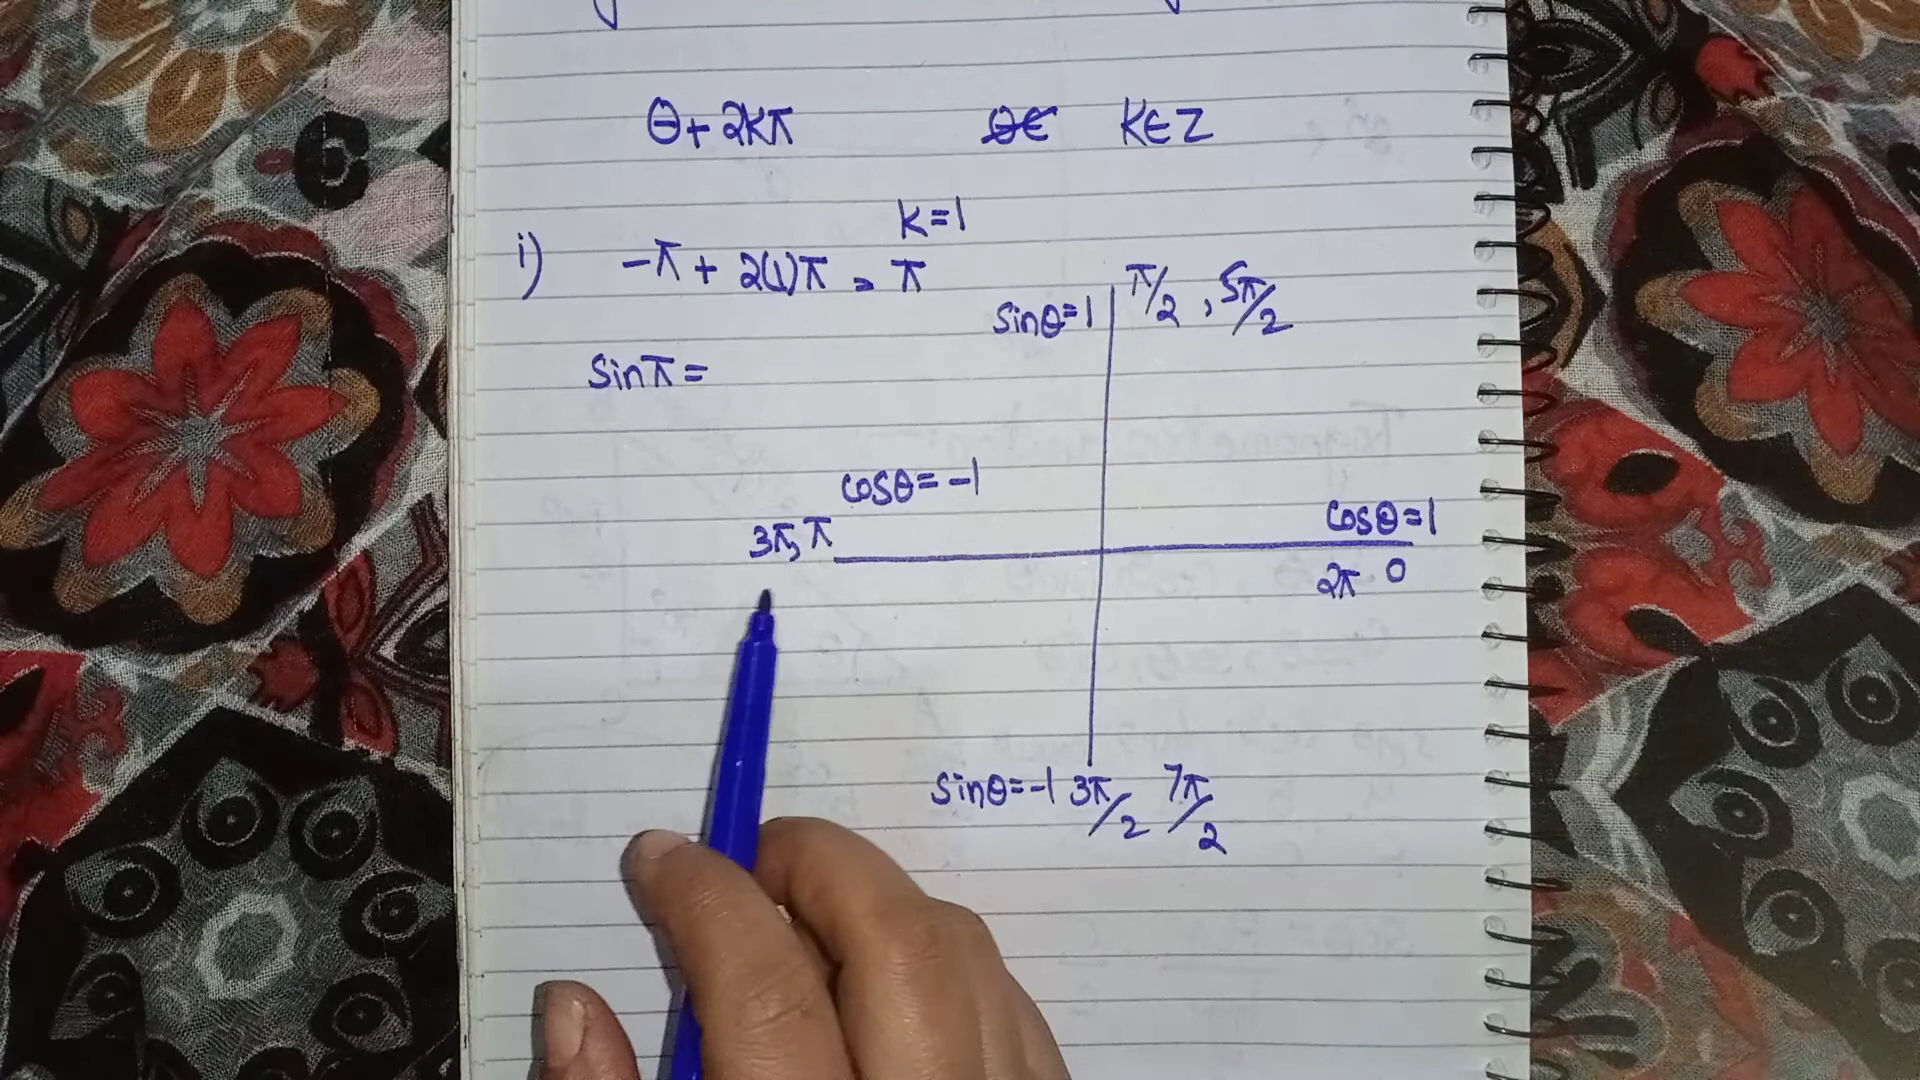 θ+2Kπ θ∈ K∈Z
K=1
i) -π + 2(1)π = π
sinθ=1 π/2 , 5π/2
sinπ=
cosθ=-1
3π, π cosθ=1
2π 0
sinθ=-1 3π/2 7π/2